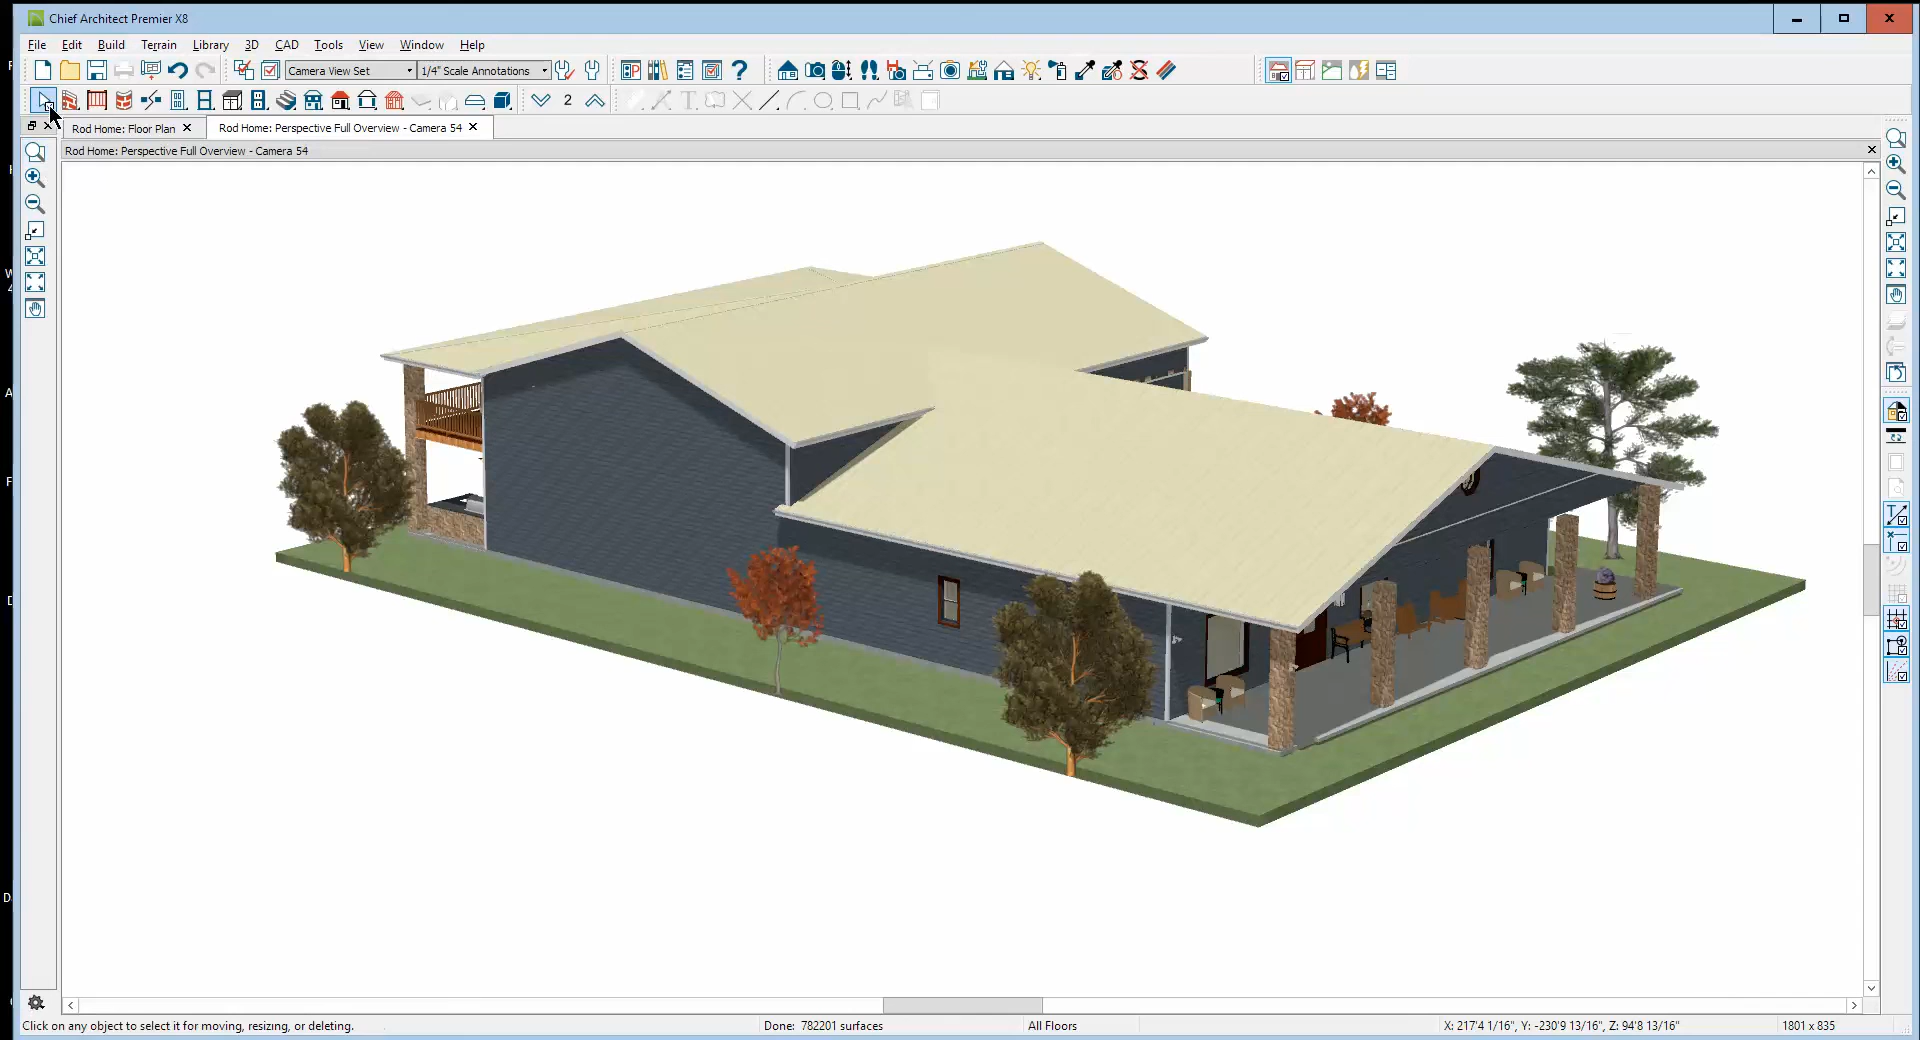 Chief Architect Premier X8
File Edit Build Terrain Library 3D CAD Tools View Window Help
Camera View Set 1/4" Scale Annotations
2
Rod Home: Floor Plan Rod Home: Perspective Full Overview - Camera 54
Rod Home: Perspective Full Overview - Camera 54
Click on any object to select it for moving, resizing, or deleting. Done: 782201 surfaces All Floors X: 217'4 1/16", Y: -230'9 13/16", Z: 94'8 13/16" 1801 x 835